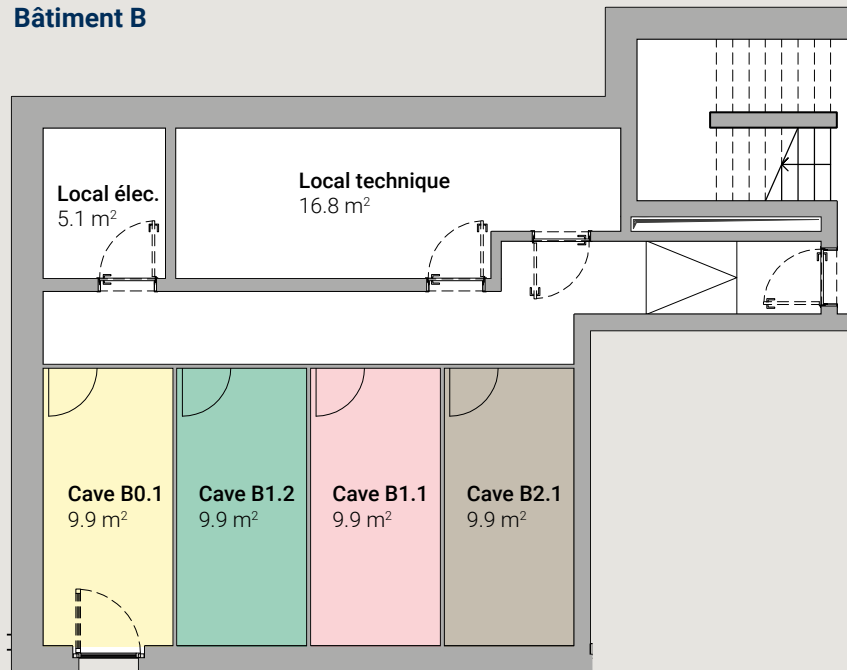 Bâtiment B
Local élec.
5.1 m²
Local technique
16.8 m²
Cave B0.1
9.9 m²
Cave B1.2
9.9 m²
Cave B1.1
9.9 m²
Cave B2.1
9.9 m²